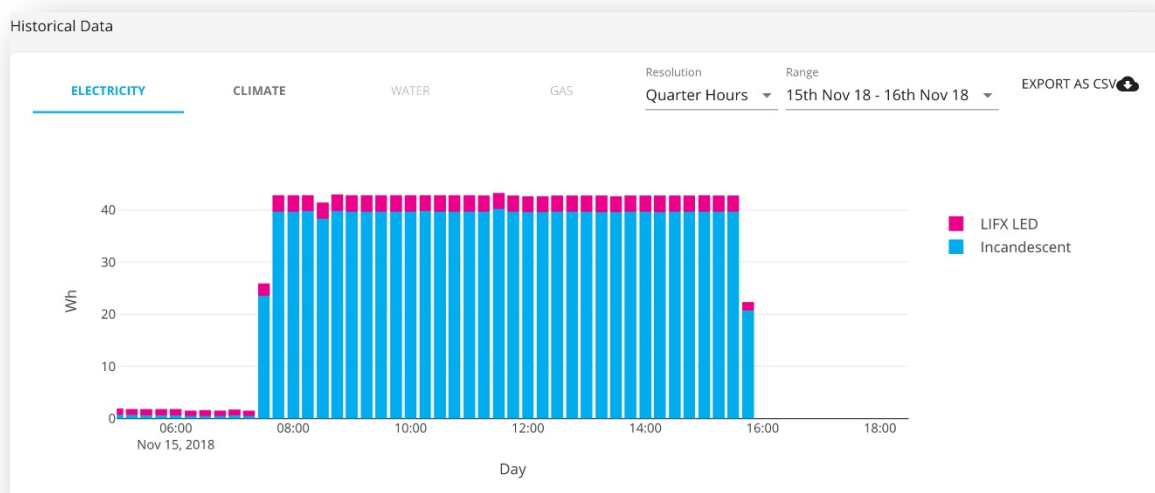 Historical Data
ELECTRICITY
CLIMATE
WATER
GAS
Resolution
Quarter Hours
Range
15th Nov 18 - 16th Nov 18
EXPORT AS CSV
40
30
20
10
0
Wh
06:00
08:00
10:00
12:00
14:00
16:00
18:00
Nov 15, 2018
Day
LIFX LED
Incandescent